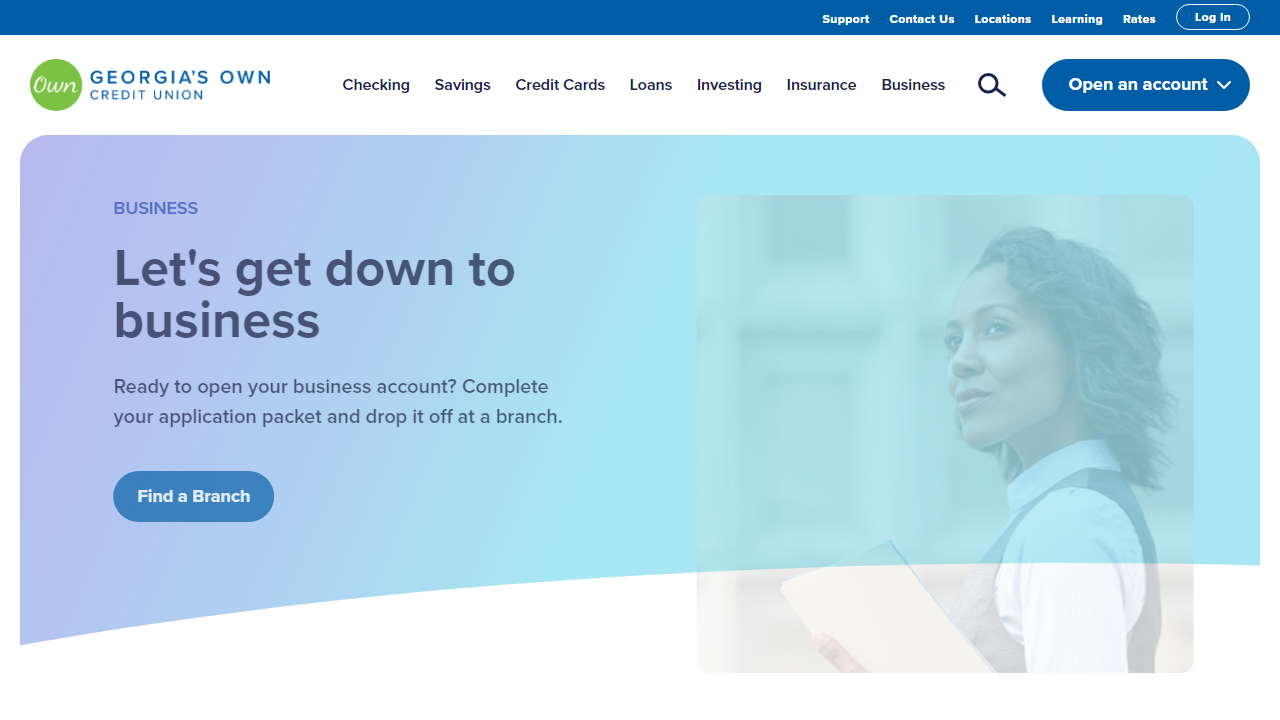 Support Contact Us Locations Learning Rates Log In
Own GEORGIA'S OWN
CREDIT UNION
Checking Savings Credit Cards Loans Investing Insurance Business Open an account
BUSINESS
Let's get down to
business
Ready to open your business account? Complete
your application packet and drop it off at a branch.
Find a Branch